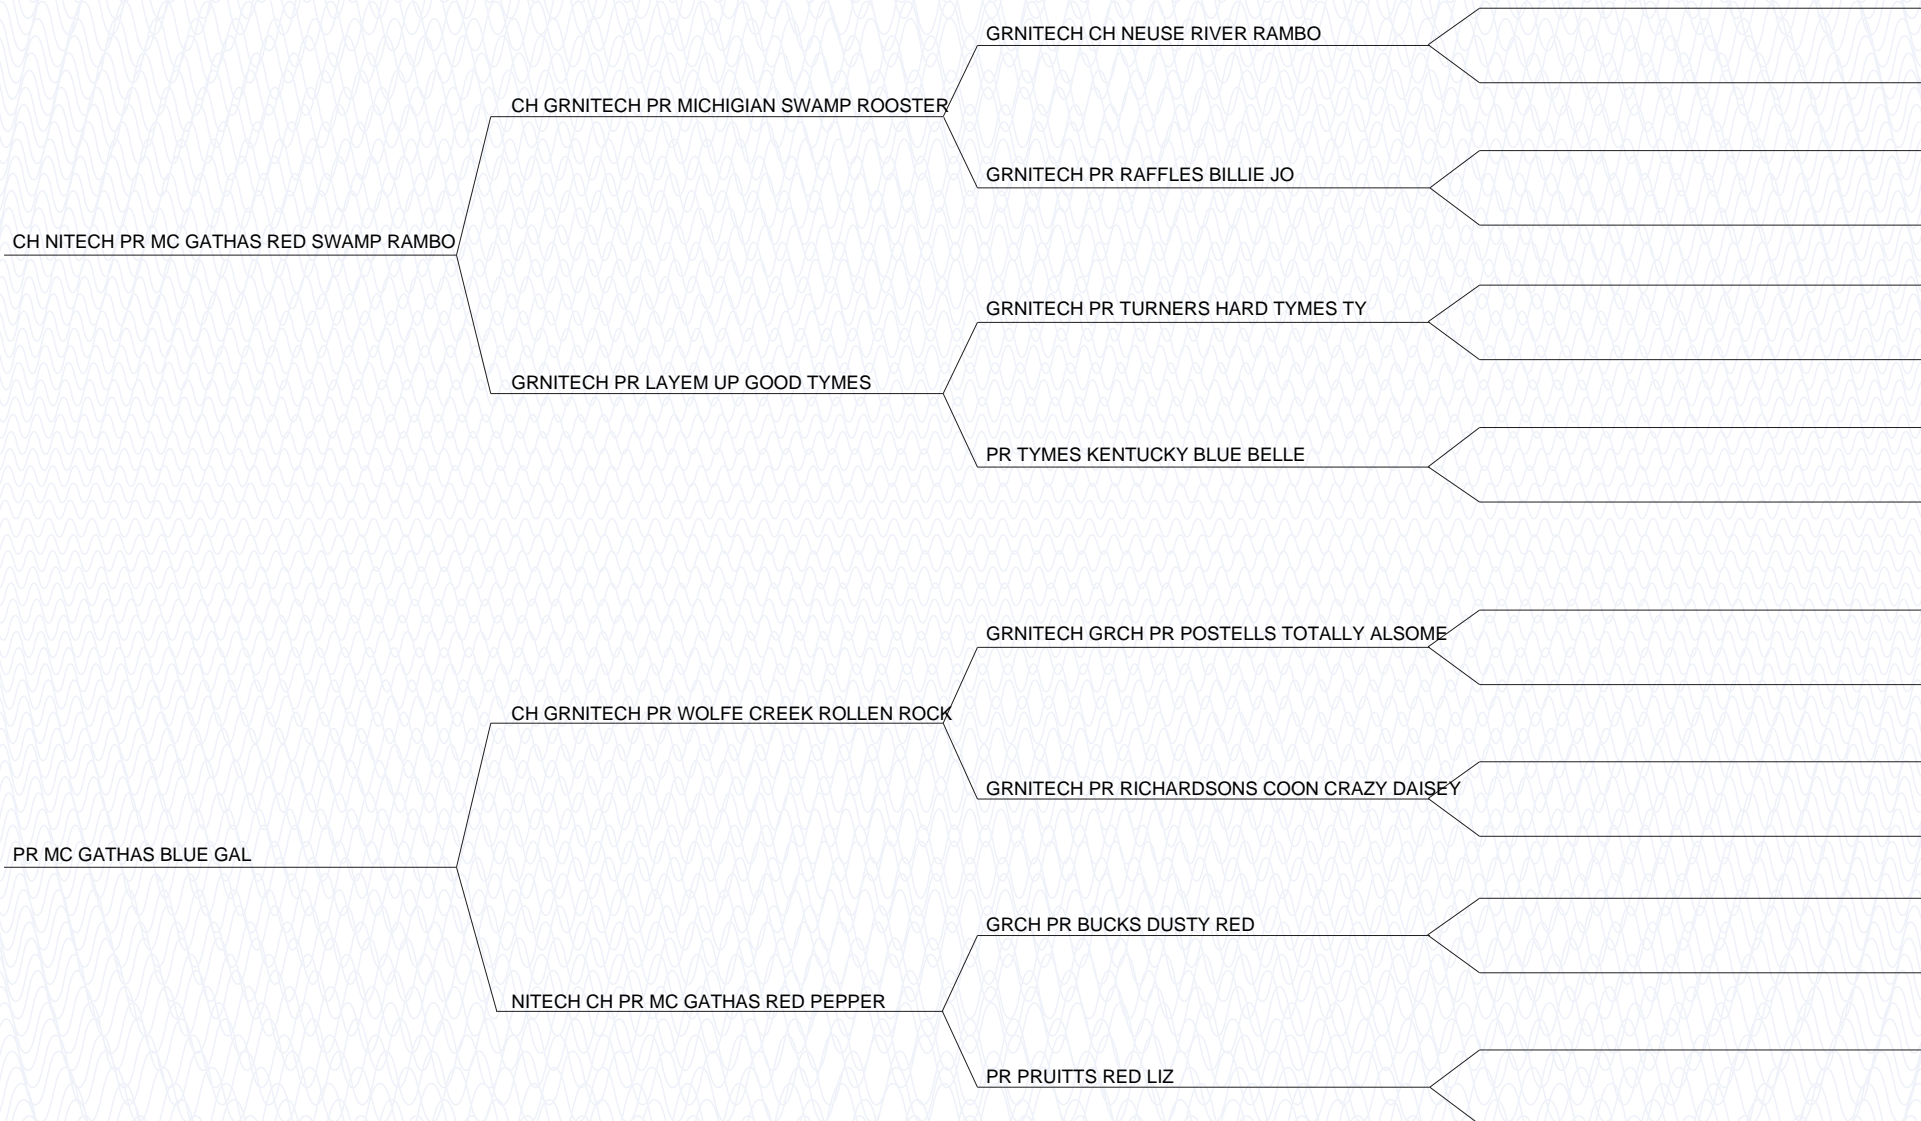 GRNITECH CH NEUSE RIVER RAMBO
CH GRNITECH PR MICHIGIAN SWAMP ROOSTER
GRNITECH PR RAFFLES BILLIE JO
CH NITECH PR MC GATHAS RED SWAMP RAMBO
GRNITECH PR TURNERS HARD TYMES TY
GRNITECH PR LAYEM UP GOOD TYMES
PR TYMES KENTUCKY BLUE BELLE
GRNITECH GRCH PR POSTELLS TOTALLY ALSOME
CH GRNITECH PR WOLFE CREEK ROLLEN ROCK
GRNITECH PR RICHARDSONS COON CRAZY DAISEY
PR MC GATHAS BLUE GAL
GRCH PR BUCKS DUSTY RED
NITECH CH PR MC GATHAS RED PEPPER
PR PRUITTS RED LIZ